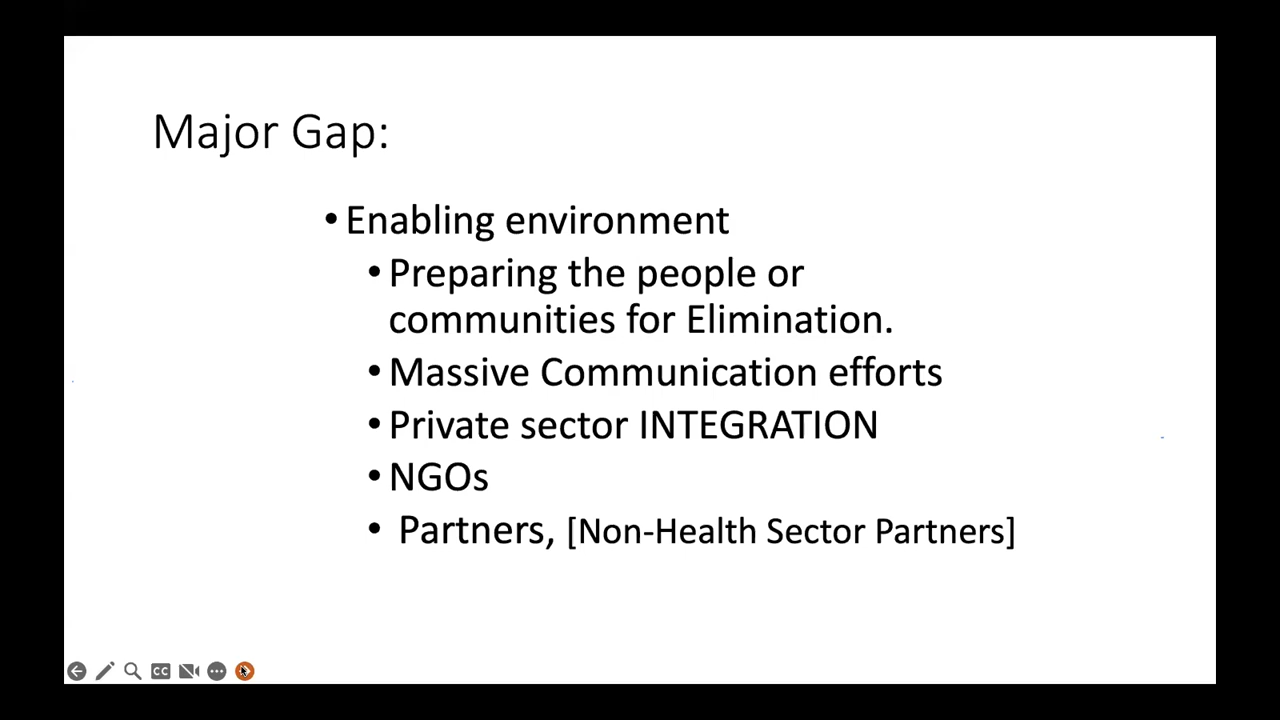 Major Gap:
• Enabling environment
• Preparing the people or
communities for Elimination.
• Massive Communication efforts
• Private sector INTEGRATION
• NGOs
• Partners, [Non-Health Sector Partners]
CC